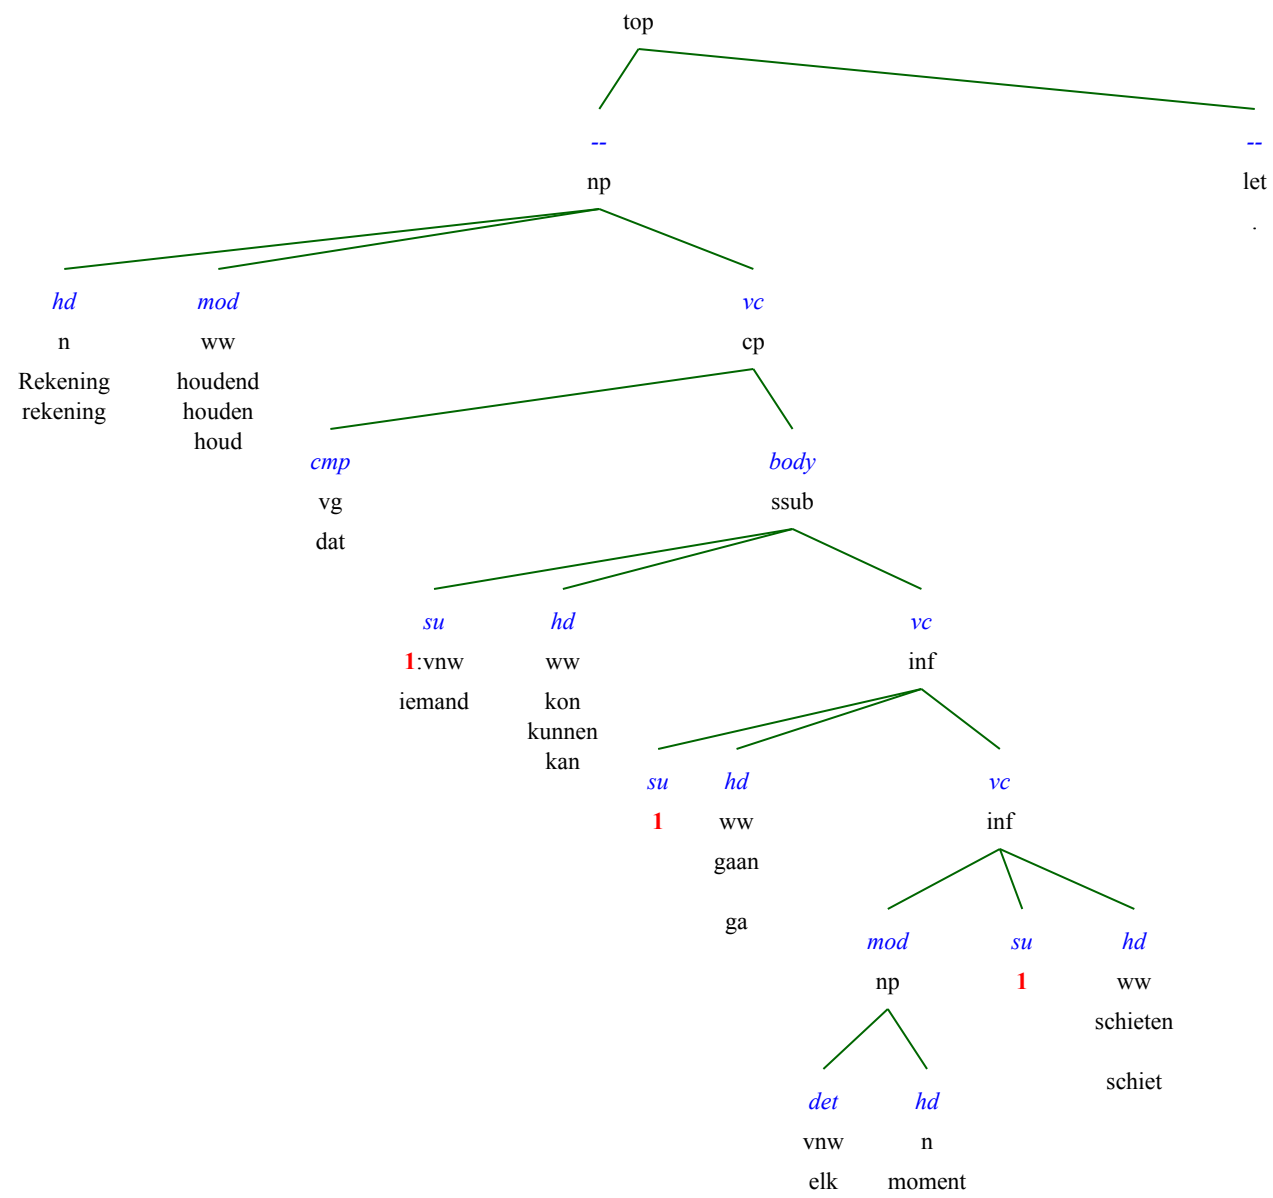 top
-- --
np let
.
hd mod vc
n ww cp
Rekening houdend
rekening houden
houd
cmp body
vg ssub
dat
su hd vc
1:vnw ww inf
iemand kon
kunnen
kan
su hd vc
1 ww inf
gaan
ga
mod su hd
np 1 ww
schieten
schiet
det hd
vnw n
elk moment